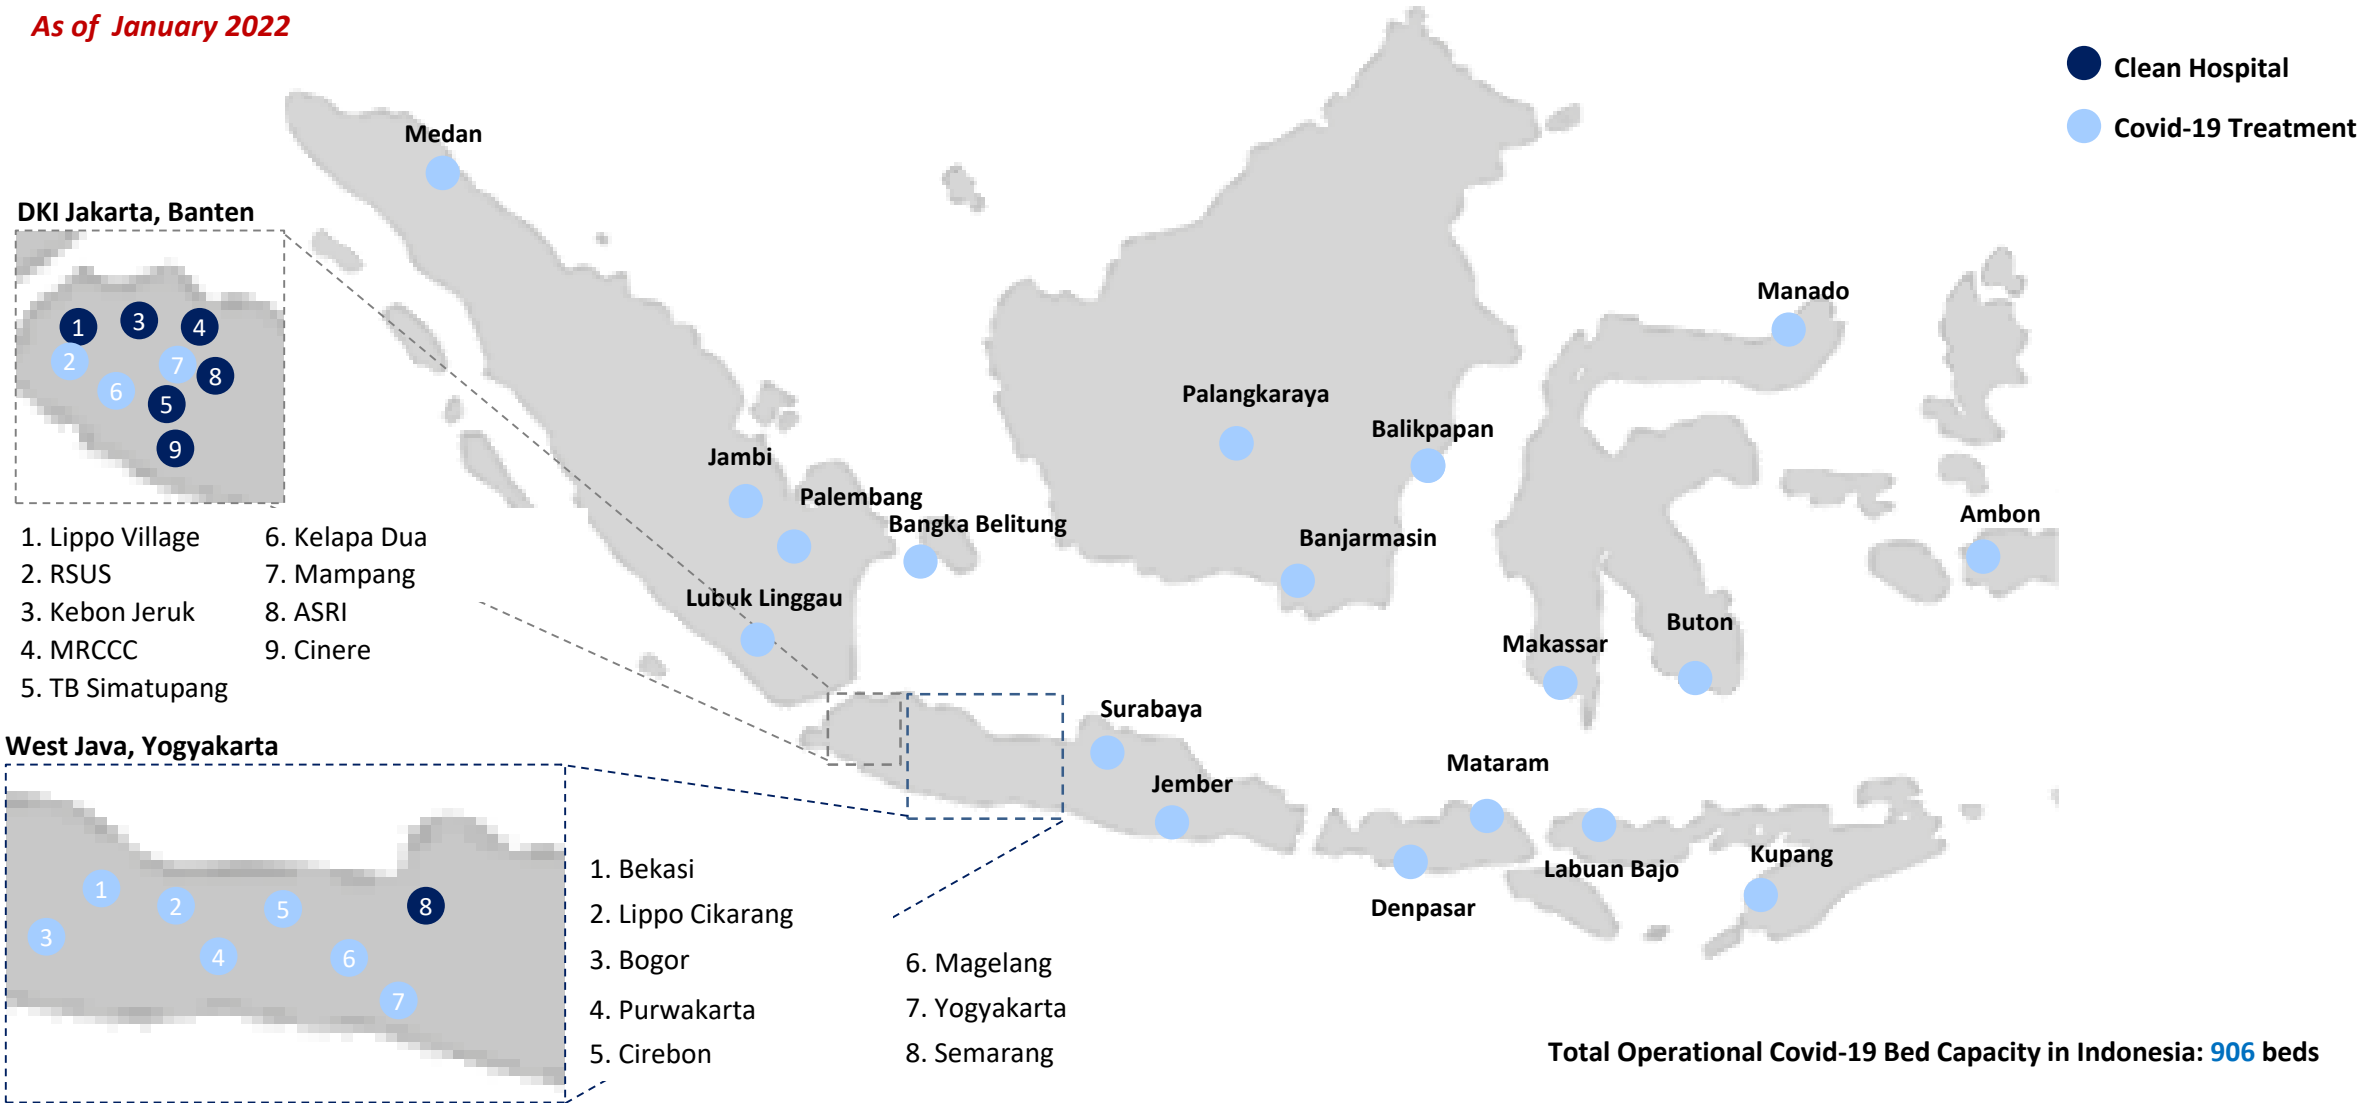 As of January 2022
Clean Hospital
Covid-19 Treatment
Medan
DKI Jakarta, Banten
1
3
4
2
7
8
6
5
9
1. Lippo Village
2. RSUS
3. Kebon Jeruk
4. MRCCC
5. TB Simatupang
6. Kelapa Dua
7. Mampang
8. ASRI
9. Cinere
Jambi
Palembang
Bangka Belitung
Lubuk Linggau
Palangkaraya
Balikpapan
Banjarmasin
Manado
Ambon
Makassar
Buton
Surabaya
Jember
Mataram
Denpasar
Labuan Bajo
Kupang
West Java, Yogyakarta
1
2
5
8
3
4
6
7
1. Bekasi
2. Lippo Cikarang
3. Bogor
4. Purwakarta
5. Cirebon
6. Magelang
7. Yogyakarta
8. Semarang
Total Operational Covid-19 Bed Capacity in Indonesia: 906 beds